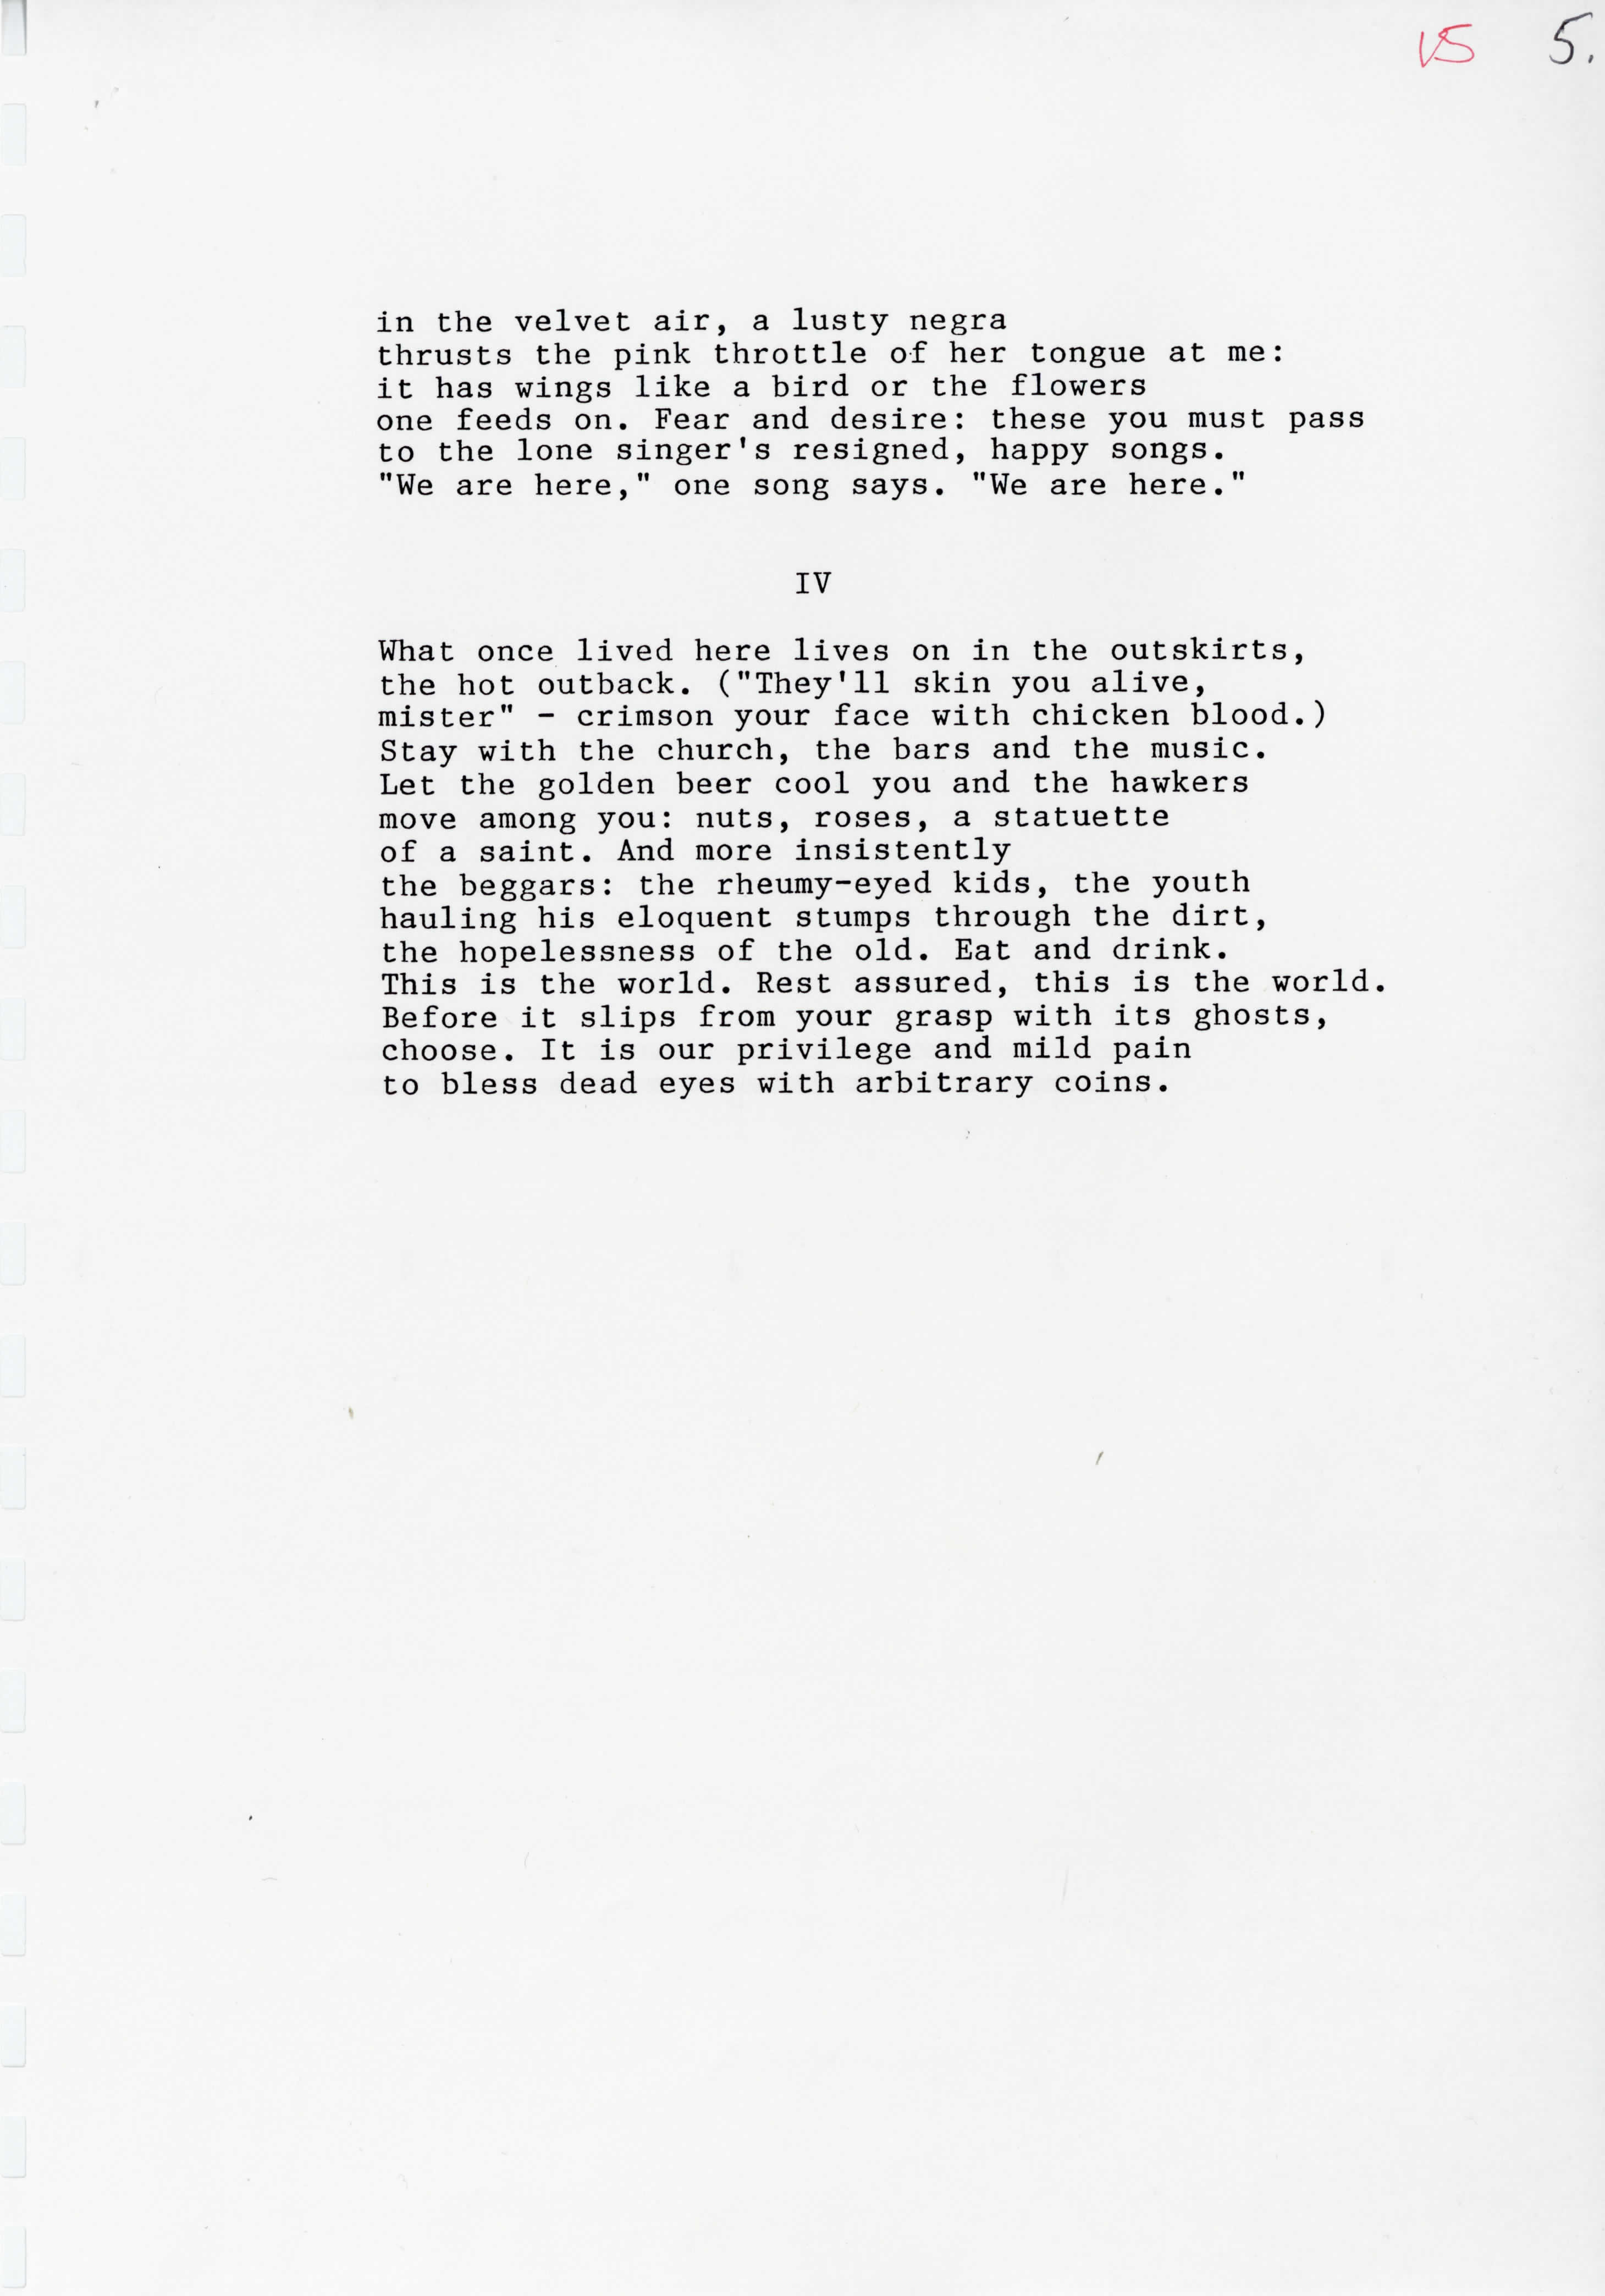 5.
in the velvet air, a lusty negra
thrusts the pink throttle of her tongue at me:
it has wings like a bird or the flowers
one feeds on. Fear and desire: these you must pass
to the lone singer's resigned, happy songs.
"We are here," one song says. "We are here."
IV
What once lived here lives on in the outskirts,
the hot outback. ("They'll skin you alive,
mister" - crimson your face with chicken blood.)
Stay with the church, the bars and the music.
Let the golden beer cool you and the hawkers
move among you: nuts, roses, a statuette
of a saint. And more insistently
the beggars: the rheumy-eyed kids, the youth
hauling his eloquent stumps through the dirt,
the hopelessness of the old. Eat and drink.
This is the world. Rest assured, this is the world.
Before it slips from your grasp with its ghosts,
choose. It is our privilege and mild pain
to bless dead eyes with arbitrary coins.